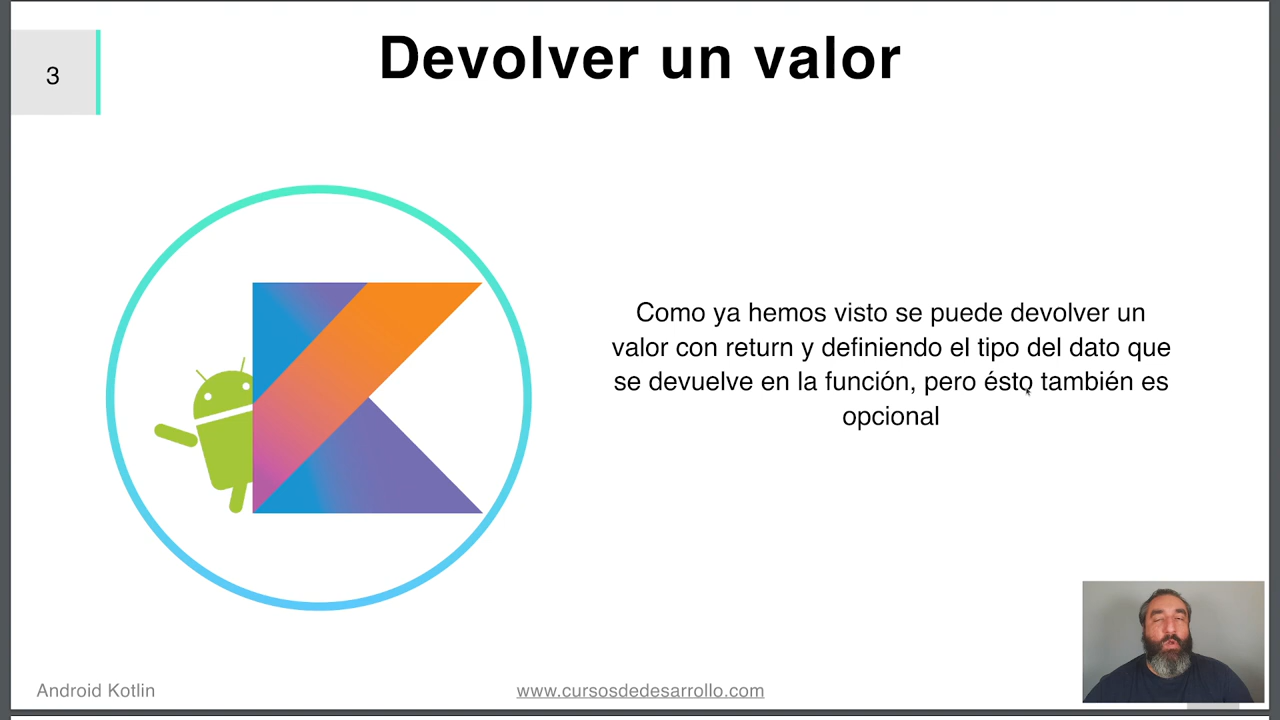 3
Devolver un valor
Como ya hemos visto se puede devolver un
valor con return y definiendo el tipo del dato que
se devuelve en la función, pero ésto también es
opcional
Android Kotlin
www.cursosdedesarrollo.com